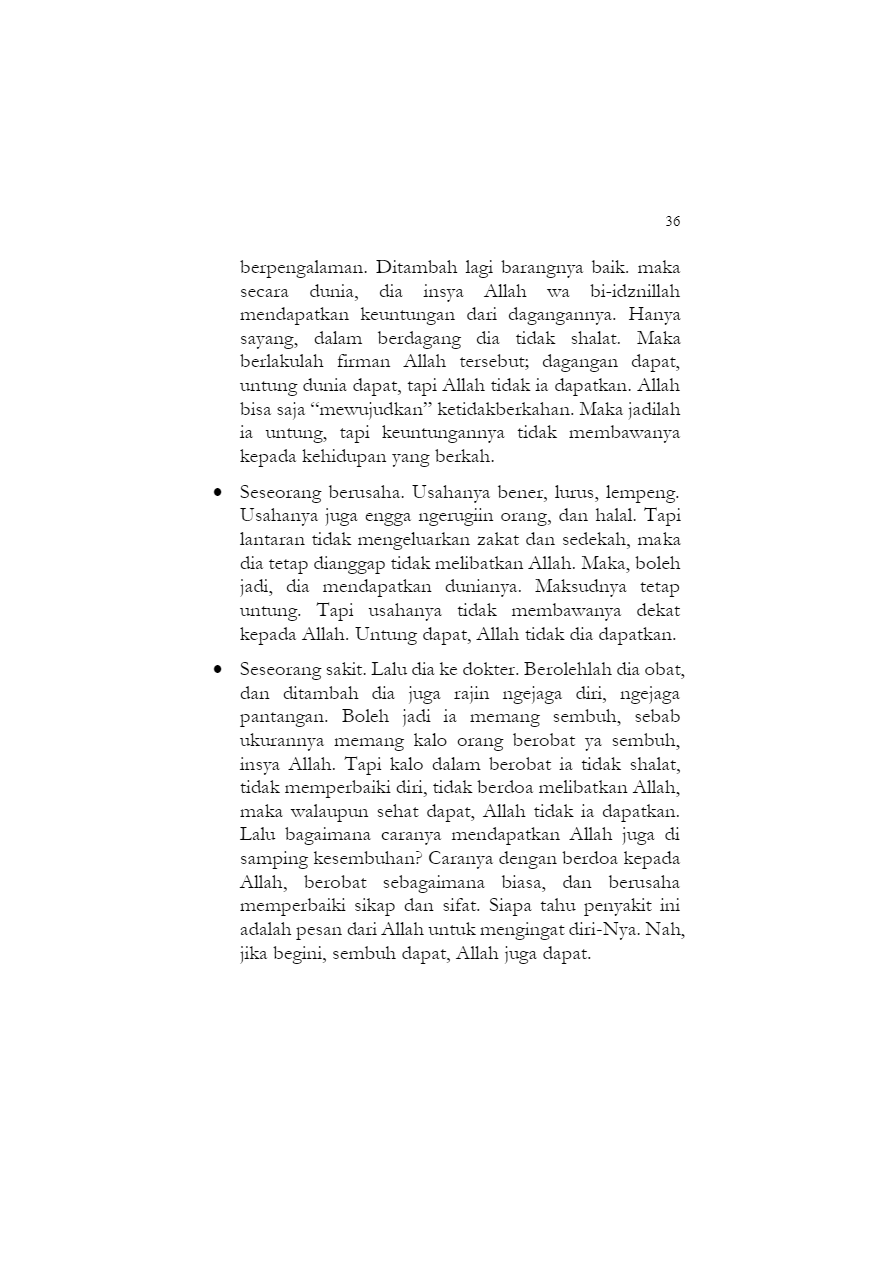 36
berpengalaman. Ditambah lagi barangnya baik. maka
secara dunia, dia insya Allah wa bi-idznillah
mendapatkan keuntungan dari dagangannya. Hanya
sayang, dalam berdagang dia tidak shalat. Maka
berlakulah firman Allah tersebut; dagangan dapat,
untung dunia dapat, tapi Allah tidak ia dapatkan. Allah
bisa saja “mewujudkan” ketidakberkahan. Maka jadilah
ia untung, tapi keuntungannya tidak membawanya
kepada kehidupan yang berkah.
• Seseorang berusaha. Usahanya bener, lurus, lempeng.
Usahanya juga engga ngerugiin orang, dan halal. Tapi
lantaran tidak mengeluarkan zakat dan sedekah, maka
dia tetap dianggap tidak melibatkan Allah. Maka, boleh
jadi, dia mendapatkan dunianya. Maksudnya tetap
untung. Tapi usahanya tidak membawanya dekat
kepada Allah. Untung dapat, Allah tidak dia dapatkan.
• Seseorang sakit. Lalu dia ke dokter. Berolehlah dia obat,
dan ditambah dia juga rajin ngejaga diri, ngejaga
pantangan. Boleh jadi ia memang sembuh, sebab
ukurannya memang kalo orang berobat ya sembuh,
insya Allah. Tapi kalo dalam berobat ia tidak shalat,
tidak memperbaiki diri, tidak berdoa melibatkan Allah,
maka walaupun sehat dapat, Allah tidak ia dapatkan.
Lalu bagaimana caranya mendapatkan Allah juga di
samping kesembuhan? Caranya dengan berdoa kepada
Allah, berobat sebagaimana biasa, dan berusaha
memperbaiki sikap dan sifat. Siapa tahu penyakit ini
adalah pesan dari Allah untuk mengingat diri-Nya. Nah,
jika begini, sembuh dapat, Allah juga dapat.